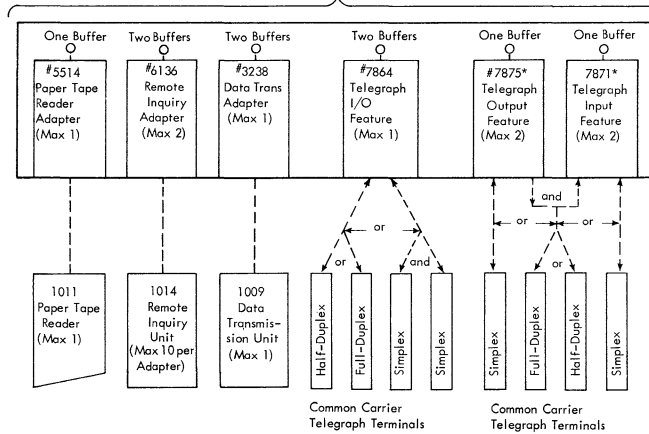 One Buffer
Two Buffers
Two Buffers
Two Buffers
One Buffer
One Buffer
#5514
Paper Tape
Reader
Adapter
(Max 1)
#6136
Remote
Inquiry
Adapter
(Max 2)
#3238
Data Trans
Adapter
(Max 1)
#7864
Telegraph
I/O
Feature
(Max 1)
#7875*
Telegraph
Output
Feature
(Max 2)
7871*
Telegraph
Input
Feature
(Max 2)
and
or
or
or
or
and
or
1011
Paper Tape
Reader
(Max 1)
1014
Remote
Inquiry
Unit
(Max 10 per
Adapter)
1009
Data
Transmis-
sion Unit
(Max 1)
Half-Duplex
Full-Duplex
Simplex
Simplex
Simplex
Full-Duplex
Half-Duplex
Simplex
Common Carrier
Telegraph Terminals
Common Carrier
Telegraph Terminals